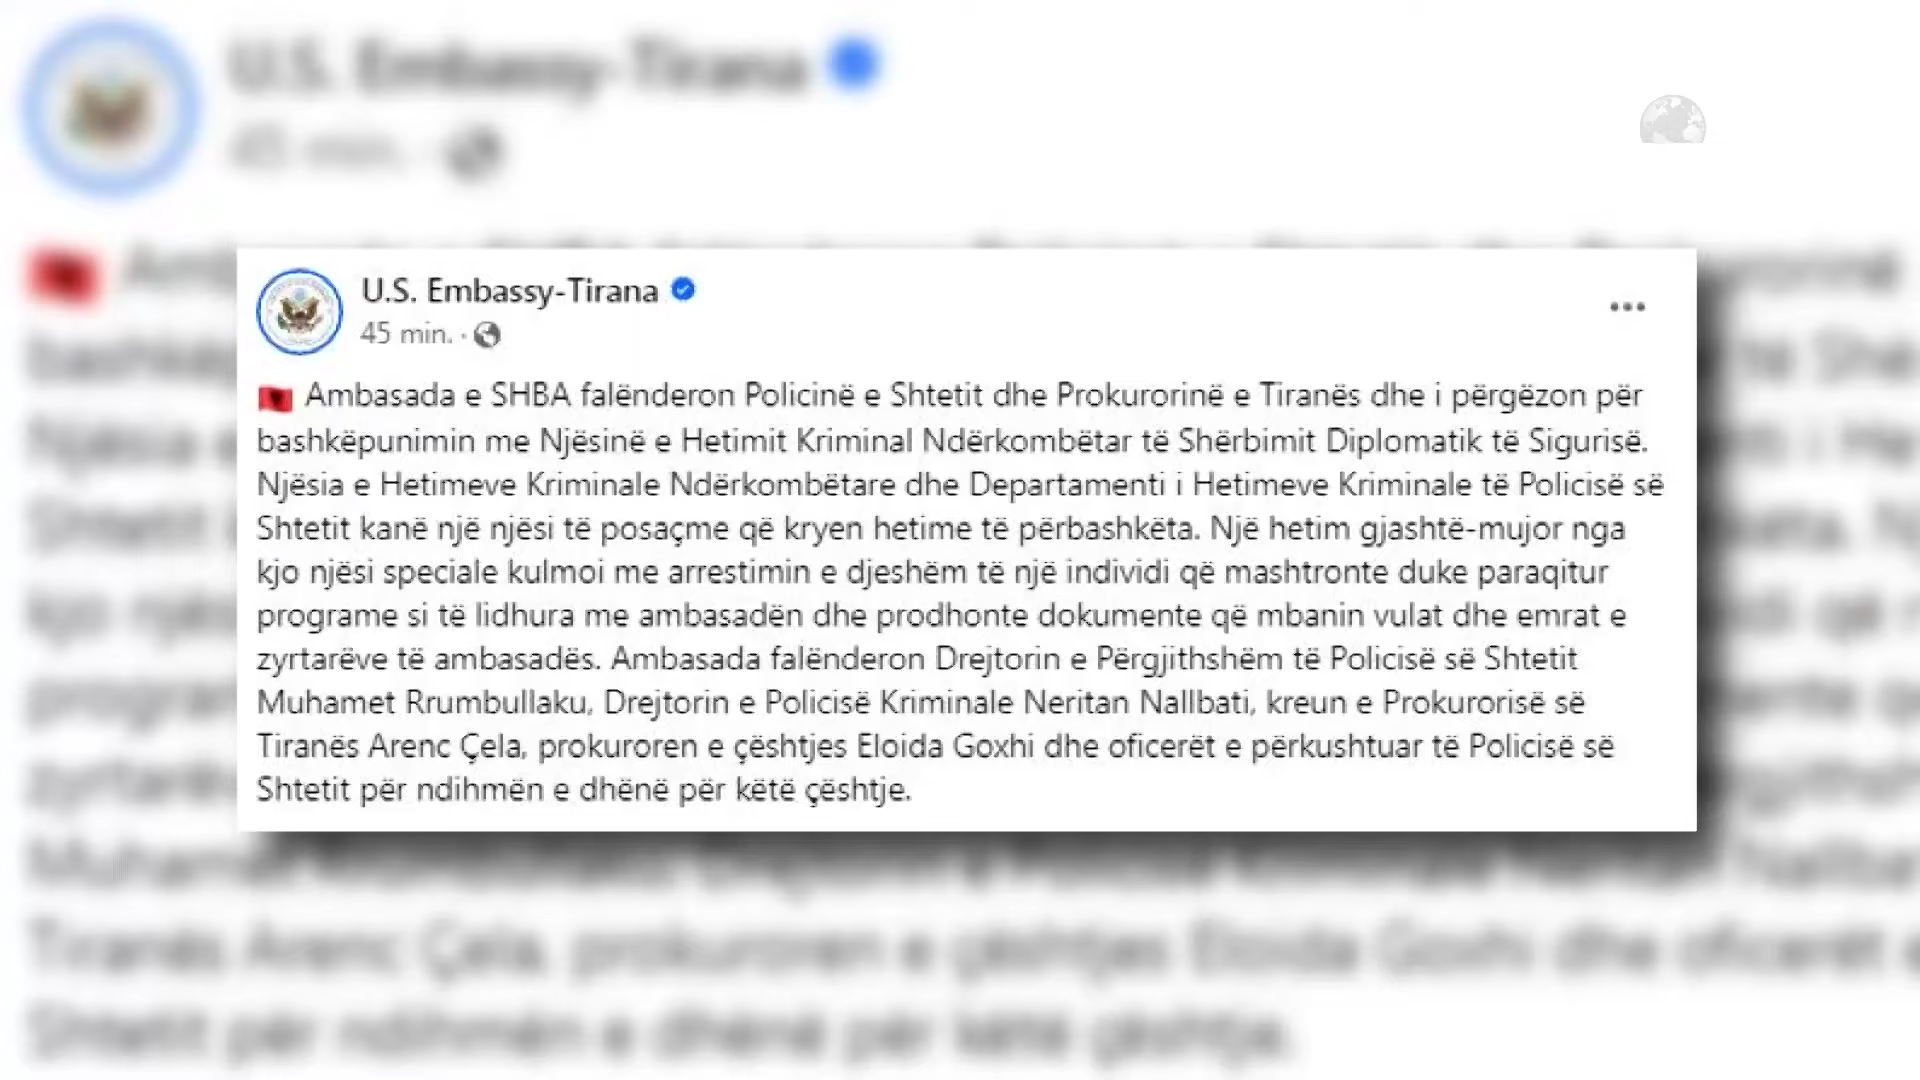 U.S. Embassy-Tirana
45 min. ·
Ambasada e SHBA falënderon Policinë e Shtetit dhe Prokurorinë e Tiranës dhe i përgëzon për
bashkëpunimin me Njësinë e Hetimit Kriminal Ndërkombëtar të Shërbimit Diplomatik të Sigurisë.
Njësia e Hetimeve Kriminale Ndërkombëtare dhe Departamenti i Hetimeve Kriminale të Policisë së
Shtetit kanë një njësi të posaçme që kryen hetime të përbashkëta. Një hetim gjashtë-mujor nga
kjo njësi speciale kulmoi me arrestimin e djeshëm të një individi që mashtronte duke paraqitur
programe si të lidhura me ambasadën dhe prodhonte dokumente që mbanin vulat dhe emrat e
zyrtarëve të ambasadës. Ambasada falënderon Drejtorin e Përgjithshëm të Policisë së Shtetit
Muhamet Rrumbullaku, Drejtorin e Policisë Kriminale Neritan Nallbati, kreun e Prokurorisë së
Tiranës Arenc Çela, prokuroren e çështjes Eloida Goxhi dhe oficerët e përkushtuar të Policisë së
Shtetit për ndihmën e dhënë për këtë çështje.